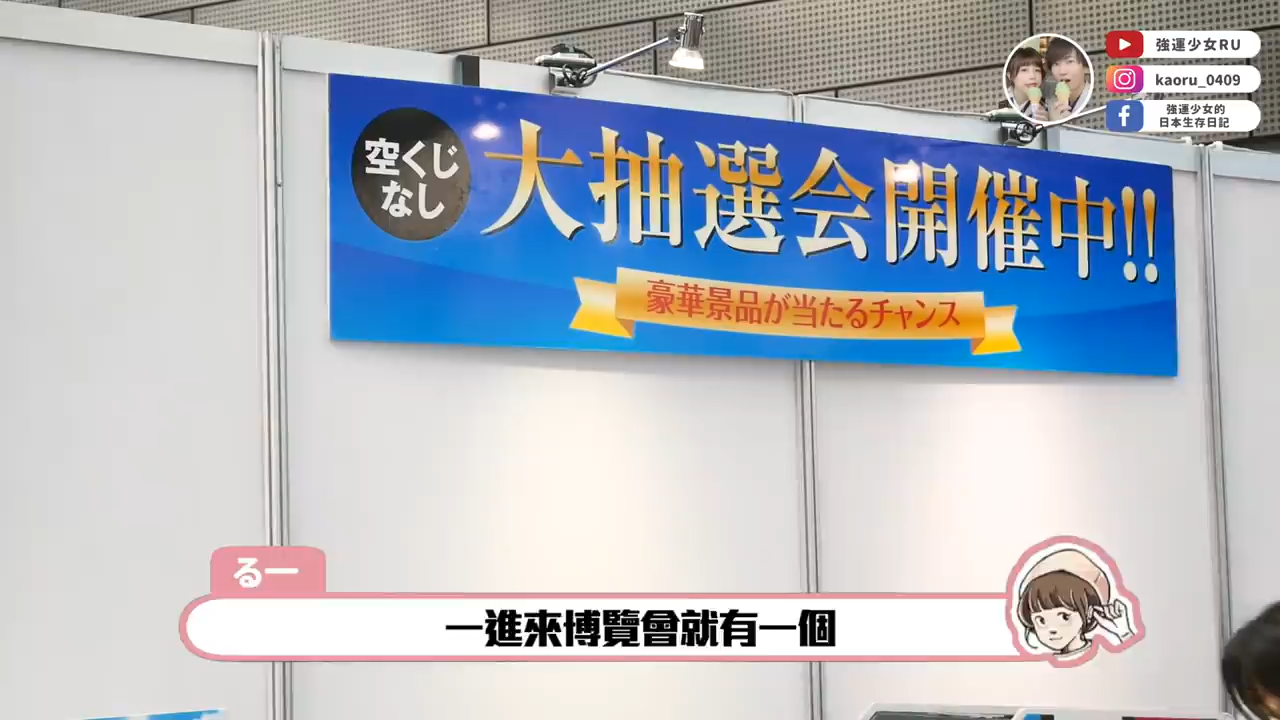 強運少女RU
kaoru_0409
強運少女的
日本生存日記
空くじ
なし
大抽選会開催中!!
豪華景品が当たるチャンス
るー
一進來博覽會就有一個